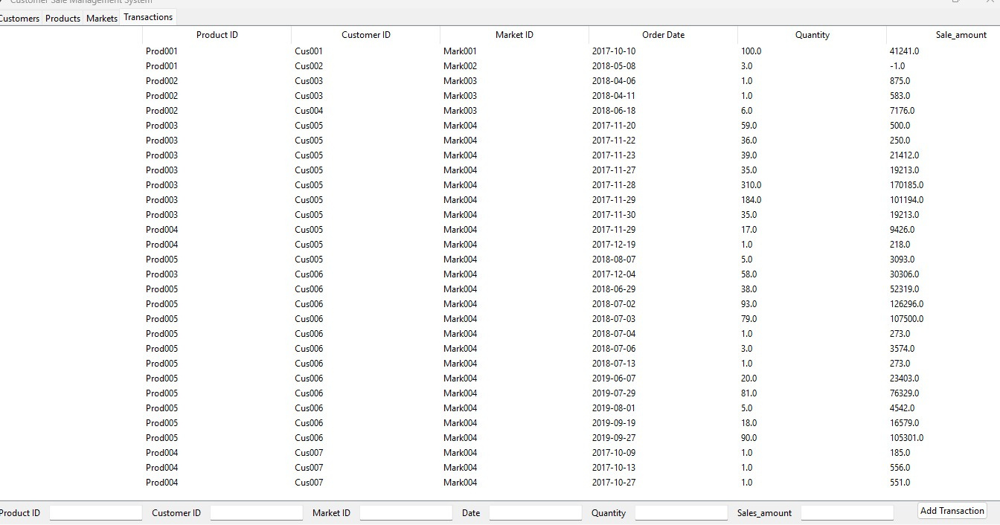 Customer Sale Management System
Customers Products Markets Transactions
Product ID Customer ID Market ID Order Date Quantity Sale_amount
Prod001 Cus001 Mark001 2017-10-10 100.0 41241.0
Prod001 Cus002 Mark002 2018-05-08 3.0 -1.0
Prod002 Cus003 Mark003 2018-04-06 1.0 875.0
Prod002 Cus003 Mark003 2018-04-11 1.0 583.0
Prod002 Cus004 Mark003 2018-06-18 6.0 7176.0
Prod003 Cus005 Mark004 2017-11-20 59.0 500.0
Prod003 Cus005 Mark004 2017-11-22 36.0 250.0
Prod003 Cus005 Mark004 2017-11-23 39.0 21412.0
Prod003 Cus005 Mark004 2017-11-27 35.0 19213.0
Prod003 Cus005 Mark004 2017-11-28 310.0 170185.0
Prod003 Cus005 Mark004 2017-11-29 184.0 101194.0
Prod003 Cus005 Mark004 2017-11-30 35.0 19213.0
Prod004 Cus005 Mark004 2017-11-29 17.0 9426.0
Prod004 Cus005 Mark004 2017-12-19 1.0 218.0
Prod005 Cus005 Mark004 2018-08-07 5.0 3093.0
Prod003 Cus006 Mark004 2017-12-04 58.0 30306.0
Prod005 Cus006 Mark004 2018-06-29 38.0 52319.0
Prod005 Cus006 Mark004 2018-07-02 93.0 126296.0
Prod005 Cus006 Mark004 2018-07-03 79.0 107500.0
Prod005 Cus006 Mark004 2018-07-04 1.0 273.0
Prod005 Cus006 Mark004 2018-07-06 3.0 3574.0
Prod005 Cus006 Mark004 2018-07-13 1.0 273.0
Prod005 Cus006 Mark004 2019-06-07 20.0 23403.0
Prod005 Cus006 Mark004 2019-07-29 81.0 76329.0
Prod005 Cus006 Mark004 2019-08-01 5.0 4542.0
Prod005 Cus006 Mark004 2019-09-19 18.0 16579.0
Prod005 Cus006 Mark004 2019-09-27 90.0 105301.0
Prod004 Cus007 Mark004 2017-10-09 1.0 185.0
Prod004 Cus007 Mark004 2017-10-13 1.0 556.0
Prod004 Cus007 Mark004 2017-10-27 1.0 551.0
Product ID Customer ID Market ID Date Quantity Sales_amount Add Transaction